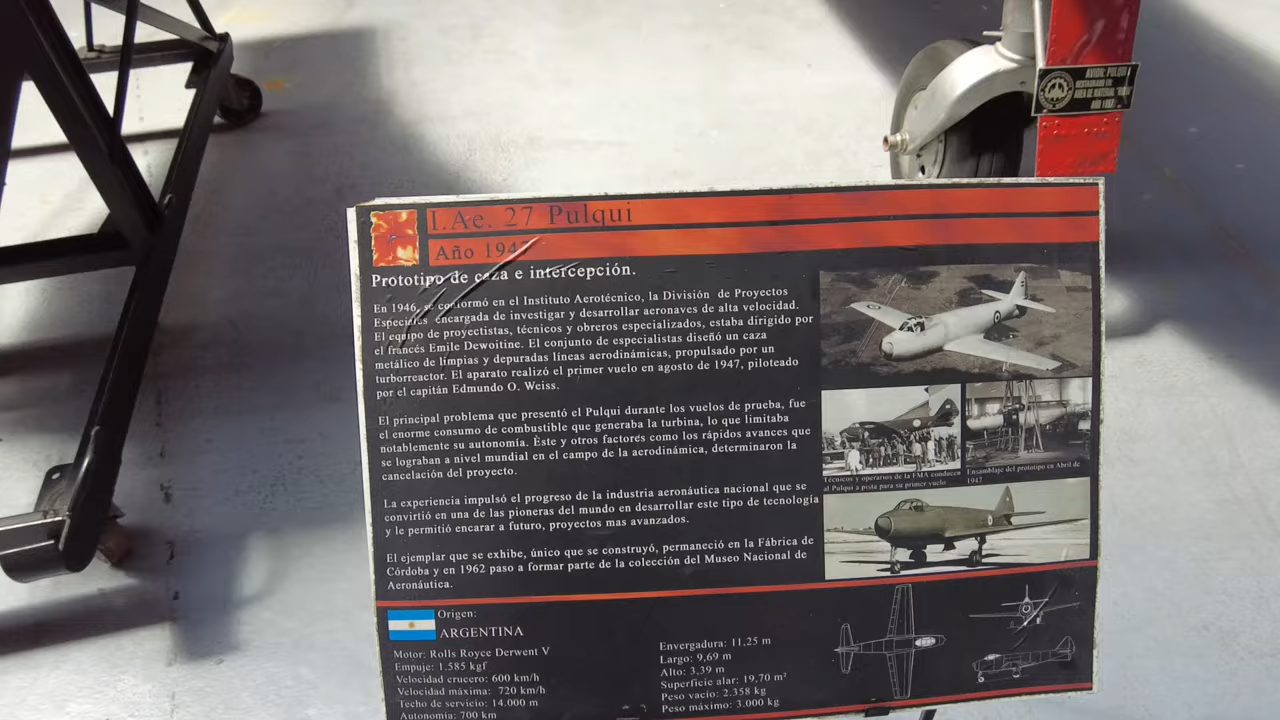 AVION: PULQUI
RESTAURADO EN
AREA DE MATERIAL
AÑO
I.Ae. 27 Pulqui
Año 1947
Prototipo de caza e intercepción.
En 1946, se conformó en el Instituto Aerotécnico, la División de Proyectos
Especiales encargada de investigar y desarrollar aeronaves de alta velocidad.
El equipo de proyectistas, técnicos y obreros especializados, estaba dirigido por
el francés Emile Dewoitine. El conjunto de especialistas diseñó un caza
metálico de limpias y depuradas líneas aerodinámicas, propulsado por un
turborreactor. El aparato realizó el primer vuelo en agosto de 1947, piloteado
por el capitán Edmundo O. Weiss.
El principal problema que presentó el Pulqui durante los vuelos de prueba, fue
el enorme consumo de combustible que generaba la turbina, lo que limitaba
notablemente su autonomía. Éste y otros factores como los rápidos avances que
se lograban a nivel mundial en el campo de la aerodinámica, determinaron la
cancelación del proyecto.
La experiencia impulsó el progreso de la industria aeronáutica nacional que se
convirtió en una de las pioneras del mundo en desarrollar este tipo de tecnología
y le permitió encarar a futuro, proyectos mas avanzados.
El ejemplar que se exhibe, único que se construyó, permaneció en la Fábrica de
Córdoba y en 1962 paso a formar parte de la colección del Museo Nacional de
Aeronáutica.
Técnicos y operarios de la FMA conducen
al Pulqui a pista para su primer vuelo
Ensamblaje del prototipo en Abril de
1947
Origen:
ARGENTINA
Motor: Rolls Royce Derwent V
Empuje: 1.585 kgf
Velocidad crucero: 600 km/h
Velocidad máxima: 720 km/h
Techo de servicio: 14.000 m
Autonomía: 700 km
Envergadura: 11,25 m
Largo: 9,69 m
Alto: 3,39 m
Superficie alar: 19,70 m²
Peso vacío: 2.358 kg
Peso máximo: 3.000 kg